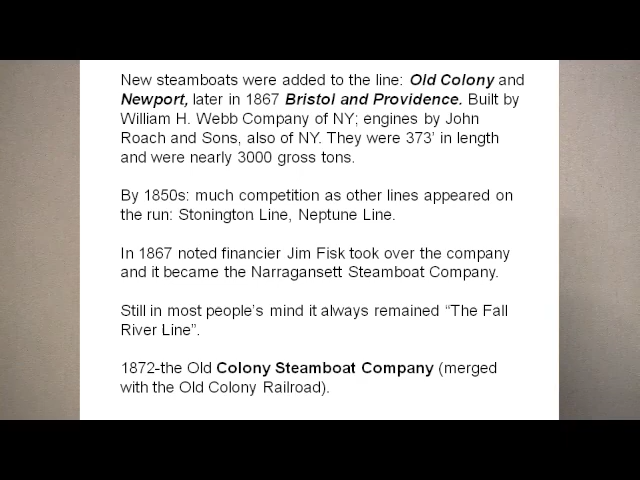 New steamboats were added to the line: Old Colony and
Newport, later in 1867 Bristol and Providence. Built by
William H. Webb Company of NY; engines by John
Roach and Sons, also of NY. They were 373’ in length
and were nearly 3000 gross tons.
By 1850s: much competition as other lines appeared on
the run: Stonington Line, Neptune Line.
In 1867 noted financier Jim Fisk took over the company
and it became the Narragansett Steamboat Company.
Still in most people’s mind it always remained “The Fall
River Line”.
1872-the Old Colony Steamboat Company (merged
with the Old Colony Railroad).